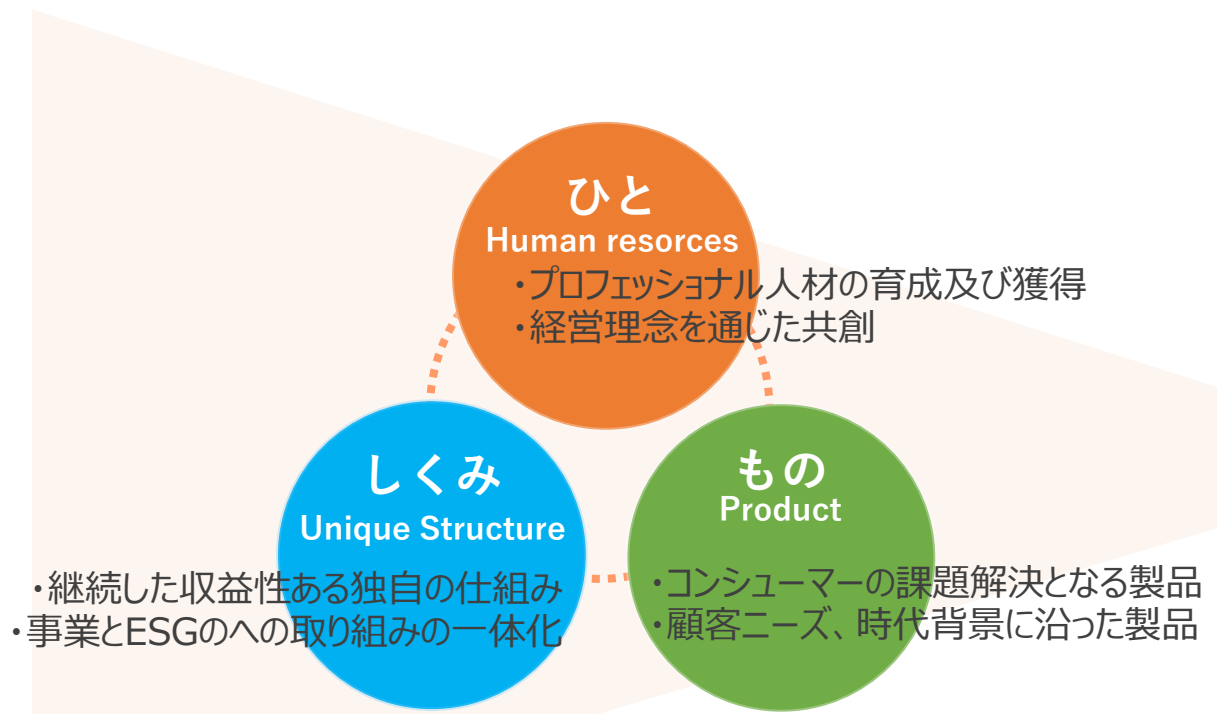 ひと
Human resorces
・プロフェッショナル人材の育成及び獲得
・経営理念を通じた共創
しくみ
Unique Structure
・継続した収益性ある独自の仕組み
・事業とESGのへの取り組みの一体化
もの
Product
・コンシューマーの課題解決となる製品
・顧客ニーズ、時代背景に沿った製品